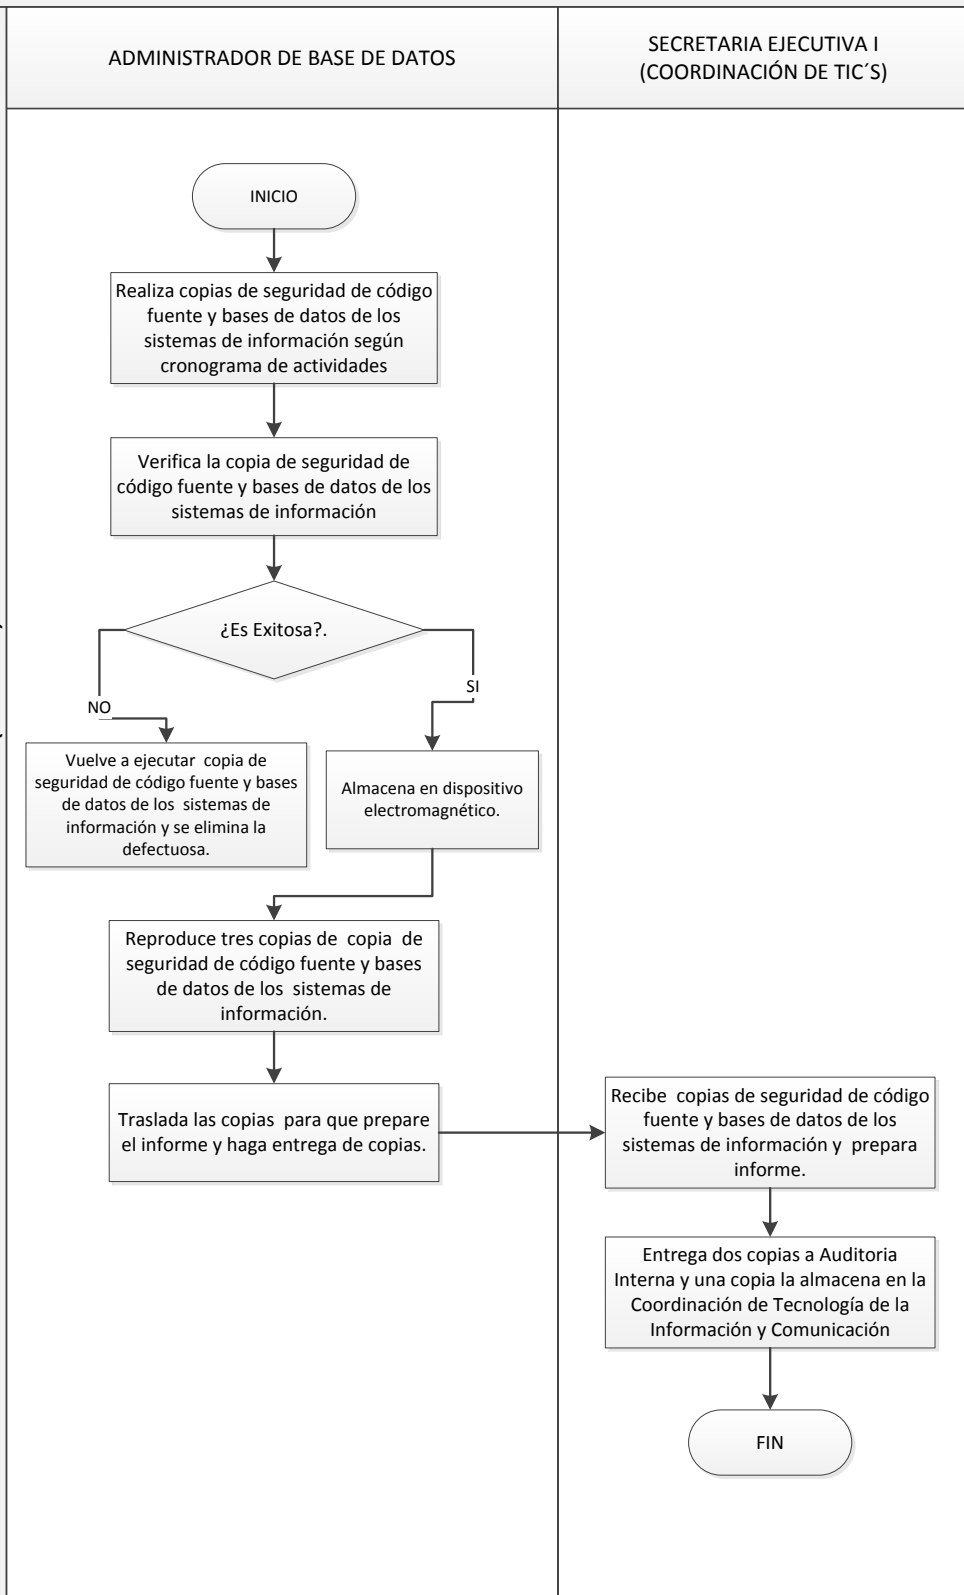 ADMINISTRADOR DE BASE DE DATOS
SECRETARIA EJECUTIVA I
(COORDINACIÓN DE TIC´S)
INICIO
Realiza copias de seguridad de código
fuente y bases de datos de los
sistemas de información según
cronograma de actividades
Verifica la copia de seguridad de
código fuente y bases de datos de los
sistemas de información
¿Es Exitosa?.
NO
SI
Vuelve a ejecutar copia de
seguridad de código fuente y bases
de datos de los sistemas de
información y se elimina la
defectuosa.
Almacena en dispositivo
electromagnético.
Reproduce tres copias de copia de
seguridad de código fuente y bases
de datos de los sistemas de
información.
Traslada las copias para que prepare
el informe y haga entrega de copias.
Recibe copias de seguridad de código
fuente y bases de datos de los
sistemas de información y prepara
informe.
Entrega dos copias a Auditoria
Interna y una copia la almacena en la
Coordinación de Tecnología de la
Información y Comunicación
FIN